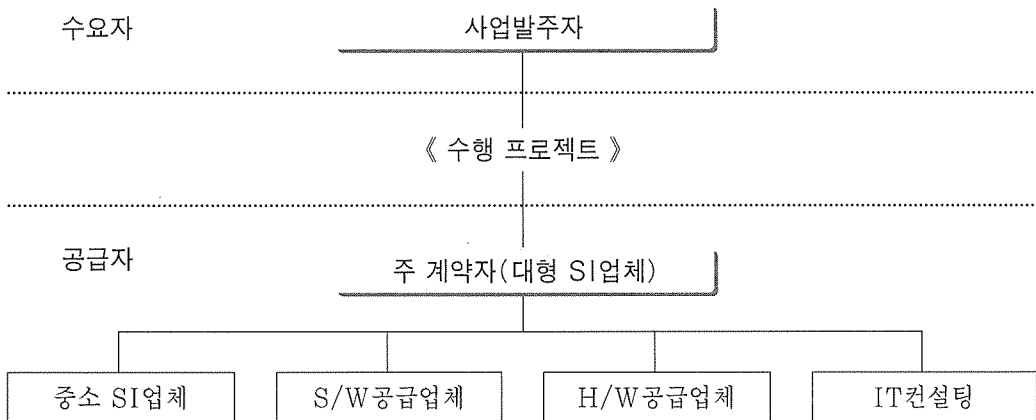 수요자 사업발주자
《 수행 프로젝트 》
공급자
주 계약자(대형 SI업체)
중소 SI업체 S/W공급업체 H/W공급업체 IT컨설팅